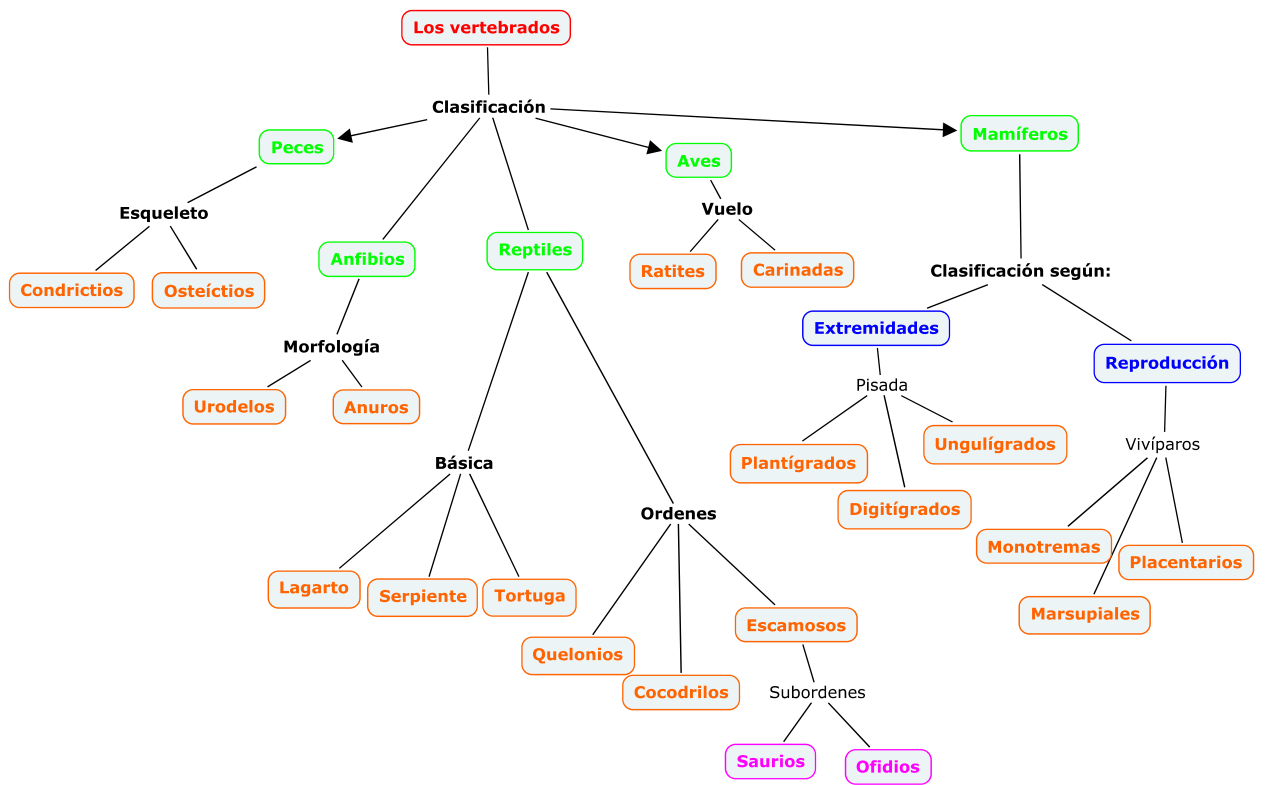 Los vertebrados
Clasificación
Peces
Mamíferos
Aves
Esqueleto
Vuelo
Anfibios
Reptiles
Ratites
Carinadas
Clasificación según:
Condrictios
Osteíctios
Extremidades
Morfología
Reproducción
Pisada
Urodelos
Anuros
Plantígrados
Ungulígrados
Vivíparos
Básica
Digitígrados
Ordenes
Monotremas
Placentarios
Lagarto
Serpiente
Tortuga
Marsupiales
Escamosos
Quelonios
Cocodrilos
Subordenes
Saurios
Ofidios